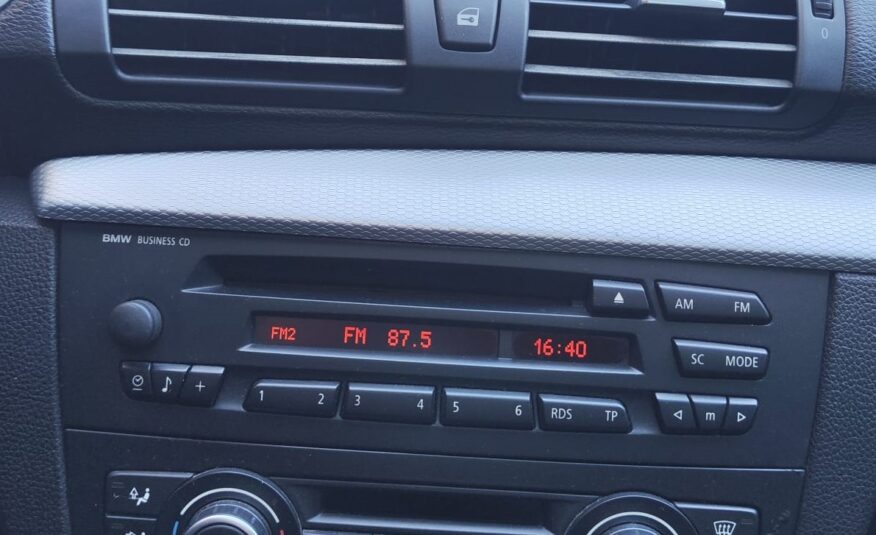 0
BMW BUSINESS CD
AM FM
FM2 FM 87.5 16:40
SC MODE
1 2 3 4 5 6 RDS TP m